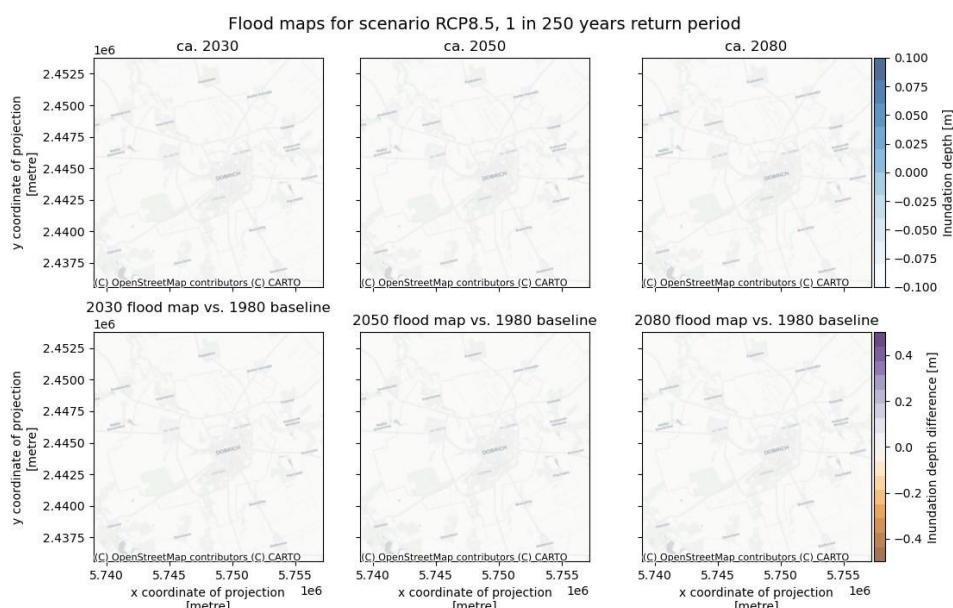 Flood maps for scenario RCP8.5, 1 in 250 years return period
ca. 2030
ca. 2050
ca. 2080
1e6
2.4525
2.4500
2.4475
2.4450
2.4425
2.4400
2.4375
y coordinate of projection
[metre]
DOBRICH
DOBRICH
DOBRICH
(C) OpenStreetMap contributors (C) CARTO
(C) OpenStreetMap contributors (C) CARTO
(C) OpenStreetMap contributors (C) CARTO
0.100
0.075
0.050
0.025
0.000
−0.025
−0.050
−0.075
−0.100
Inundation depth [m]
2030 flood map vs. 1980 baseline
2050 flood map vs. 1980 baseline
2080 flood map vs. 1980 baseline
1e6
2.4525
2.4500
2.4475
2.4450
2.4425
2.4400
2.4375
y coordinate of projection
[metre]
DOBRICH
DOBRICH
DOBRICH
(C) OpenStreetMap contributors (C) CARTO
(C) OpenStreetMap contributors (C) CARTO
(C) OpenStreetMap contributors (C) CARTO
0.4
0.2
0.0
−0.2
−0.4
Inundation depth difference [m]
5.740 5.745 5.750 5.755
1e6
x coordinate of projection
[metre]
5.740 5.745 5.750 5.755
1e6
x coordinate of projection
[metre]
5.740 5.745 5.750 5.755
1e6
x coordinate of projection
[metre]